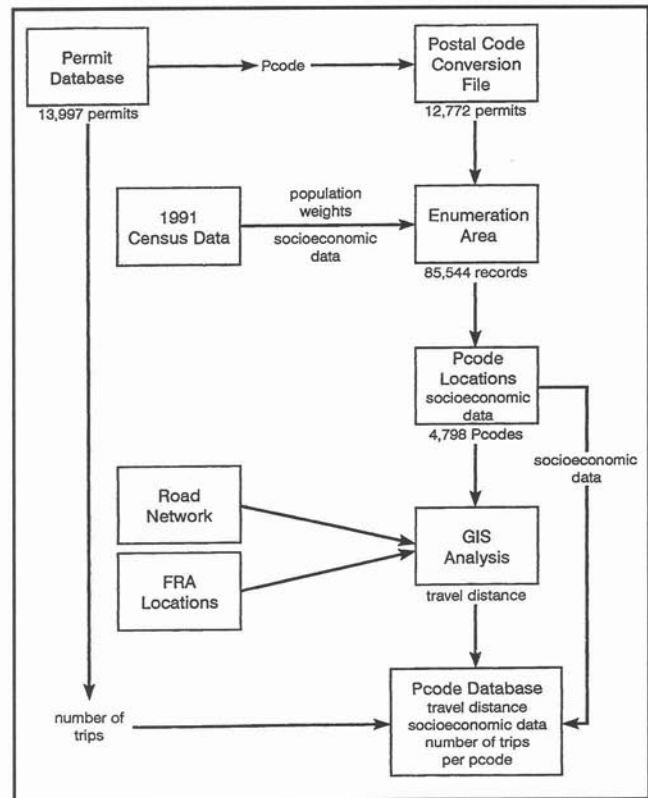 Permit
Database
13,997 permits
Pcode
Postal Code
Conversion
File
12,772 permits
1991
Census Data
population
weights
socioeconomic
data
Enumeration
Area
85,544 records
Pcode
Locations
socioeconomic
data
4,798 Pcodes
socioeconomic
data
Road
Network
FRA
Locations
GIS
Analysis
travel distance
number of
trips
Pcode Database
travel distance
socioeconomic data
number of trips
per pcode